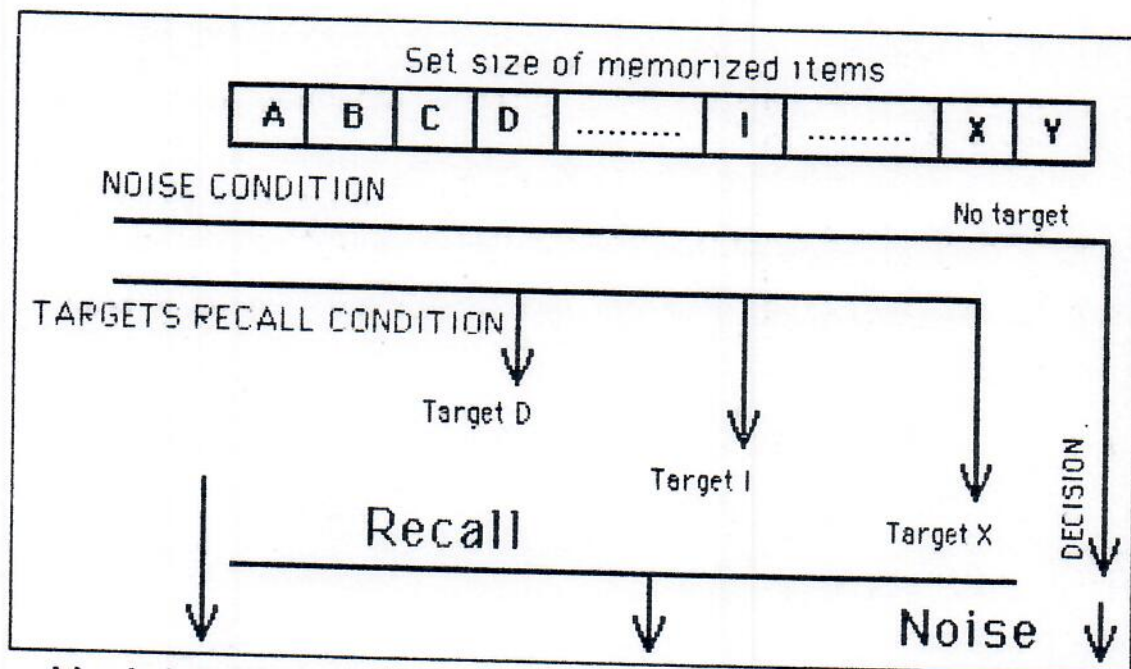 Set size of memorized items
A B C D .......... I .......... X Y
NOISE CONDITION
No target
TARGETS RECALL CONDITION
Target D
Target I
Target X
DECISION
Recall
Noise